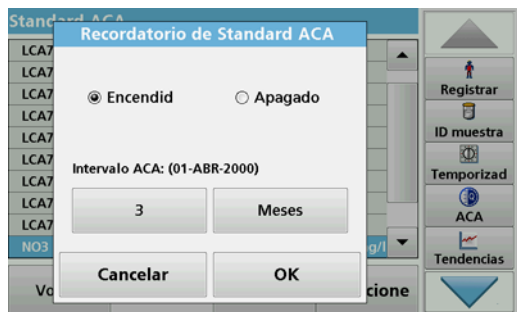 Standard ACA
Recordatorio de Standard ACA
LCA7
LCA7
LCA7
LCA7
LCA7
LCA7
LCA7
LCA7
LCA7
NO3
g/l
Encendid
Apagado
Intervalo ACA: (01-ABR-2000)
3
Meses
Cancelar
OK
Vo
cione
Registrar
ID muestra
Temporizad
ACA
Tendencias